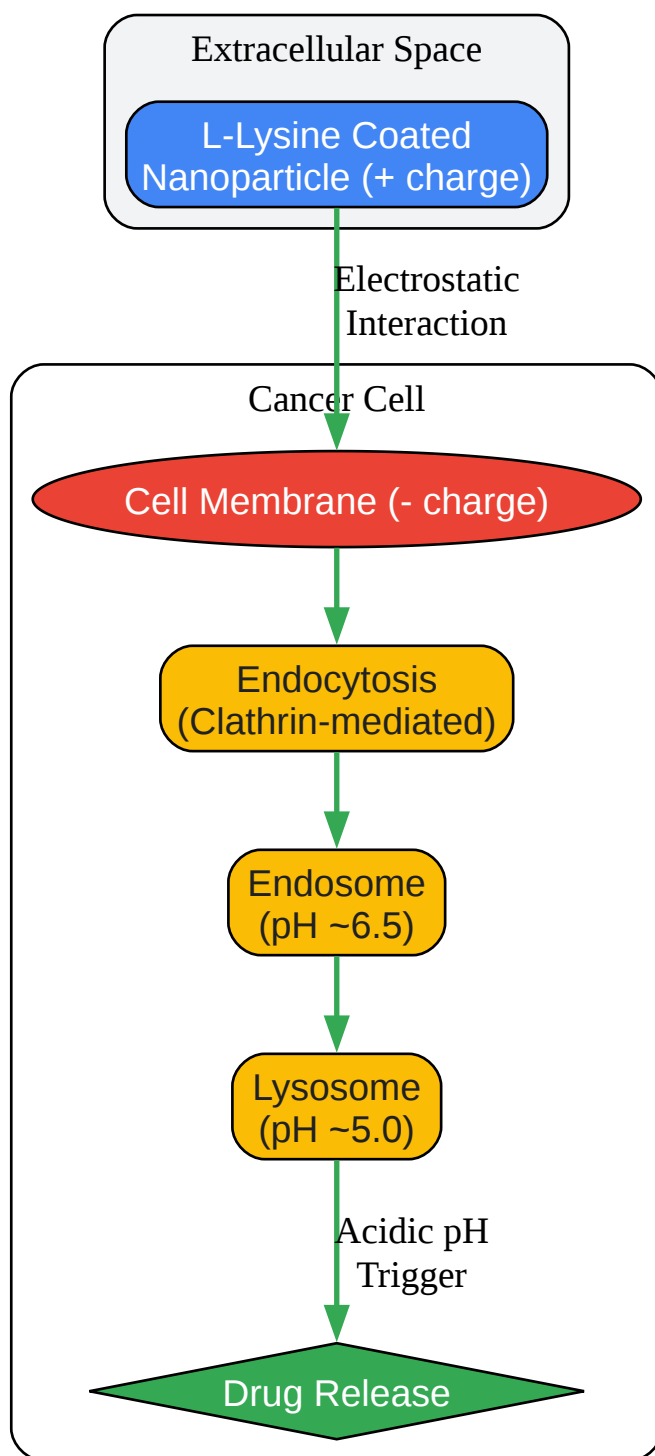 Extracellular Space
L-Lysine Coated
Nanoparticle (+ charge)
Electrostatic
Interaction
Cancer Cell
Cell Membrane (- charge)
Endocytosis
(Clathrin-mediated)
Endosome
(pH ~6.5)
Lysosome
(pH ~5.0)
Acidic pH
Trigger
Drug Release